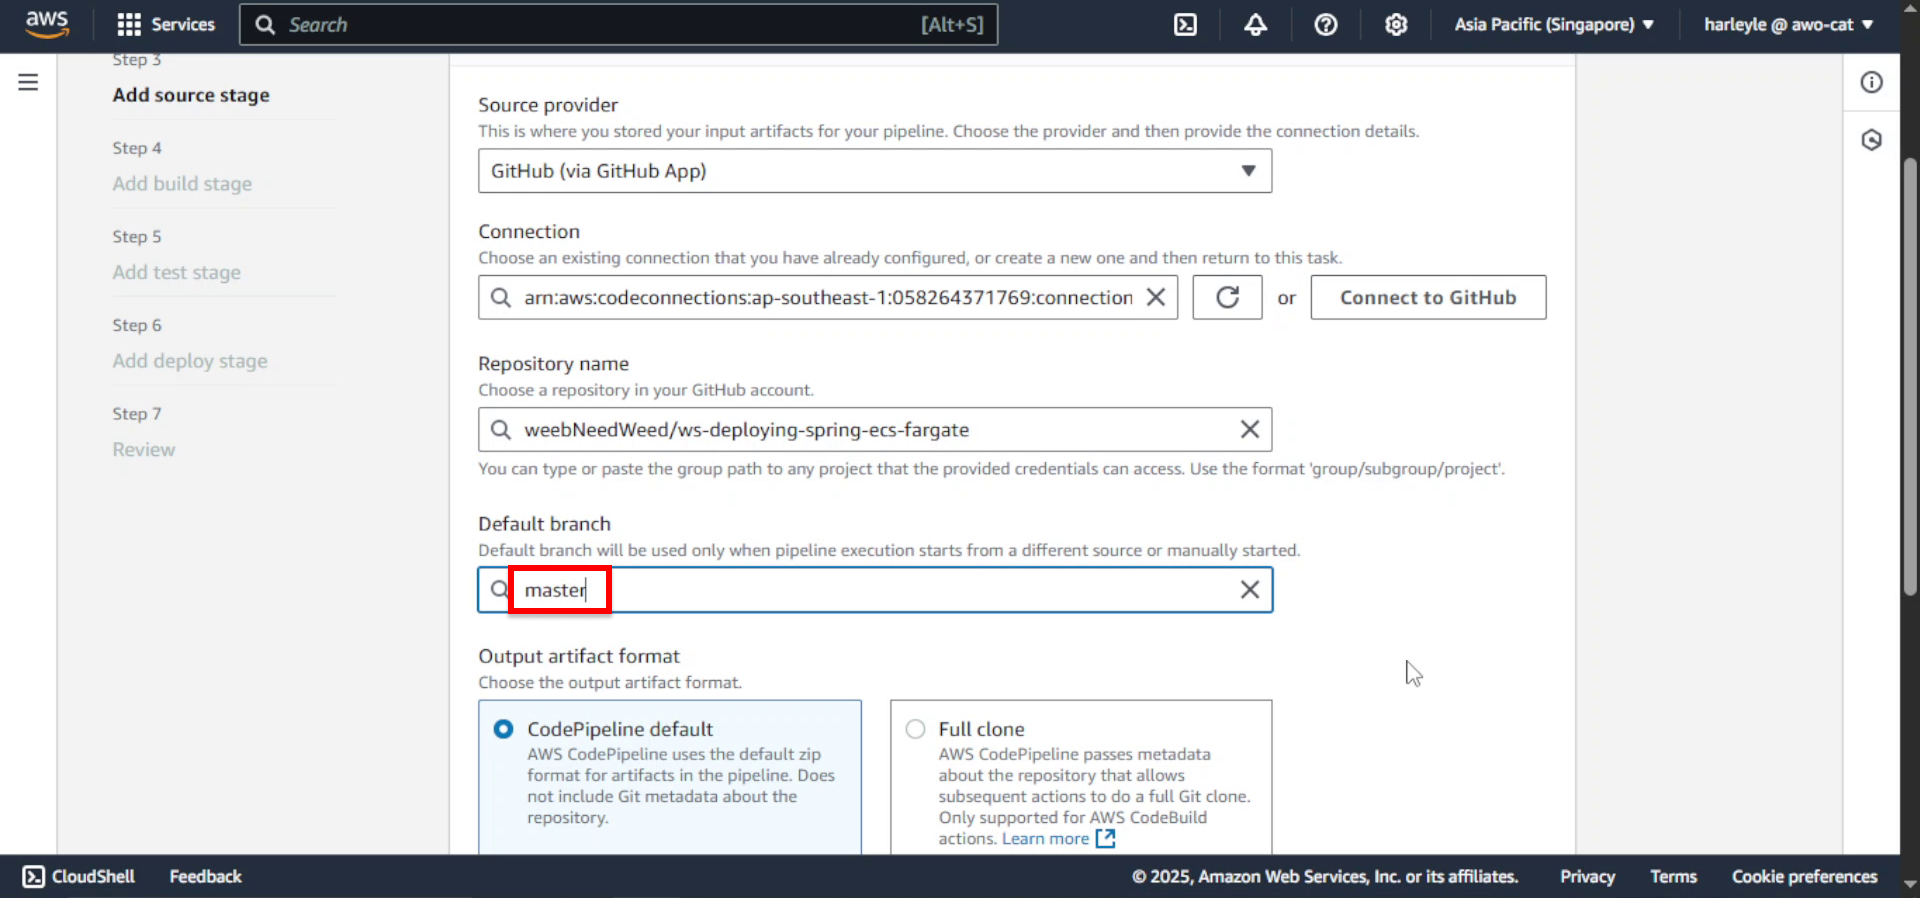 aws
Services
Search
[Alt+S]
Asia Pacific (Singapore)
harleyle @ awo-cat
Step 3
Add source stage
Step 4
Add build stage
Step 5
Add test stage
Step 6
Add deploy stage
Step 7
Review
Source provider
This is where you stored your input artifacts for your pipeline. Choose the provider and then provide the connection details.
GitHub (via GitHub App)
Connection
Choose an existing connection that you have already configured, or create a new one and then return to this task.
arn:aws:codeconnections:ap-southeast-1:058264371769:connection
or
Connect to GitHub
Repository name
Choose a repository in your GitHub account.
weebNeedWeed/ws-deploying-spring-ecs-fargate
You can type or paste the group path to any project that the provided credentials can access. Use the format 'group/subgroup/project'.
Default branch
Default branch will be used only when pipeline execution starts from a different source or manually started.
master
Output artifact format
Choose the output artifact format.
CodePipeline default
AWS CodePipeline uses the default zip
format for artifacts in the pipeline. Does
not include Git metadata about the
repository.
Full clone
AWS CodePipeline passes metadata
about the repository that allows
subsequent actions to do a full Git clone.
Only supported for AWS CodeBuild
actions. Learn more
CloudShell
Feedback
© 2025, Amazon Web Services, Inc. or its affiliates.
Privacy
Terms
Cookie preferences